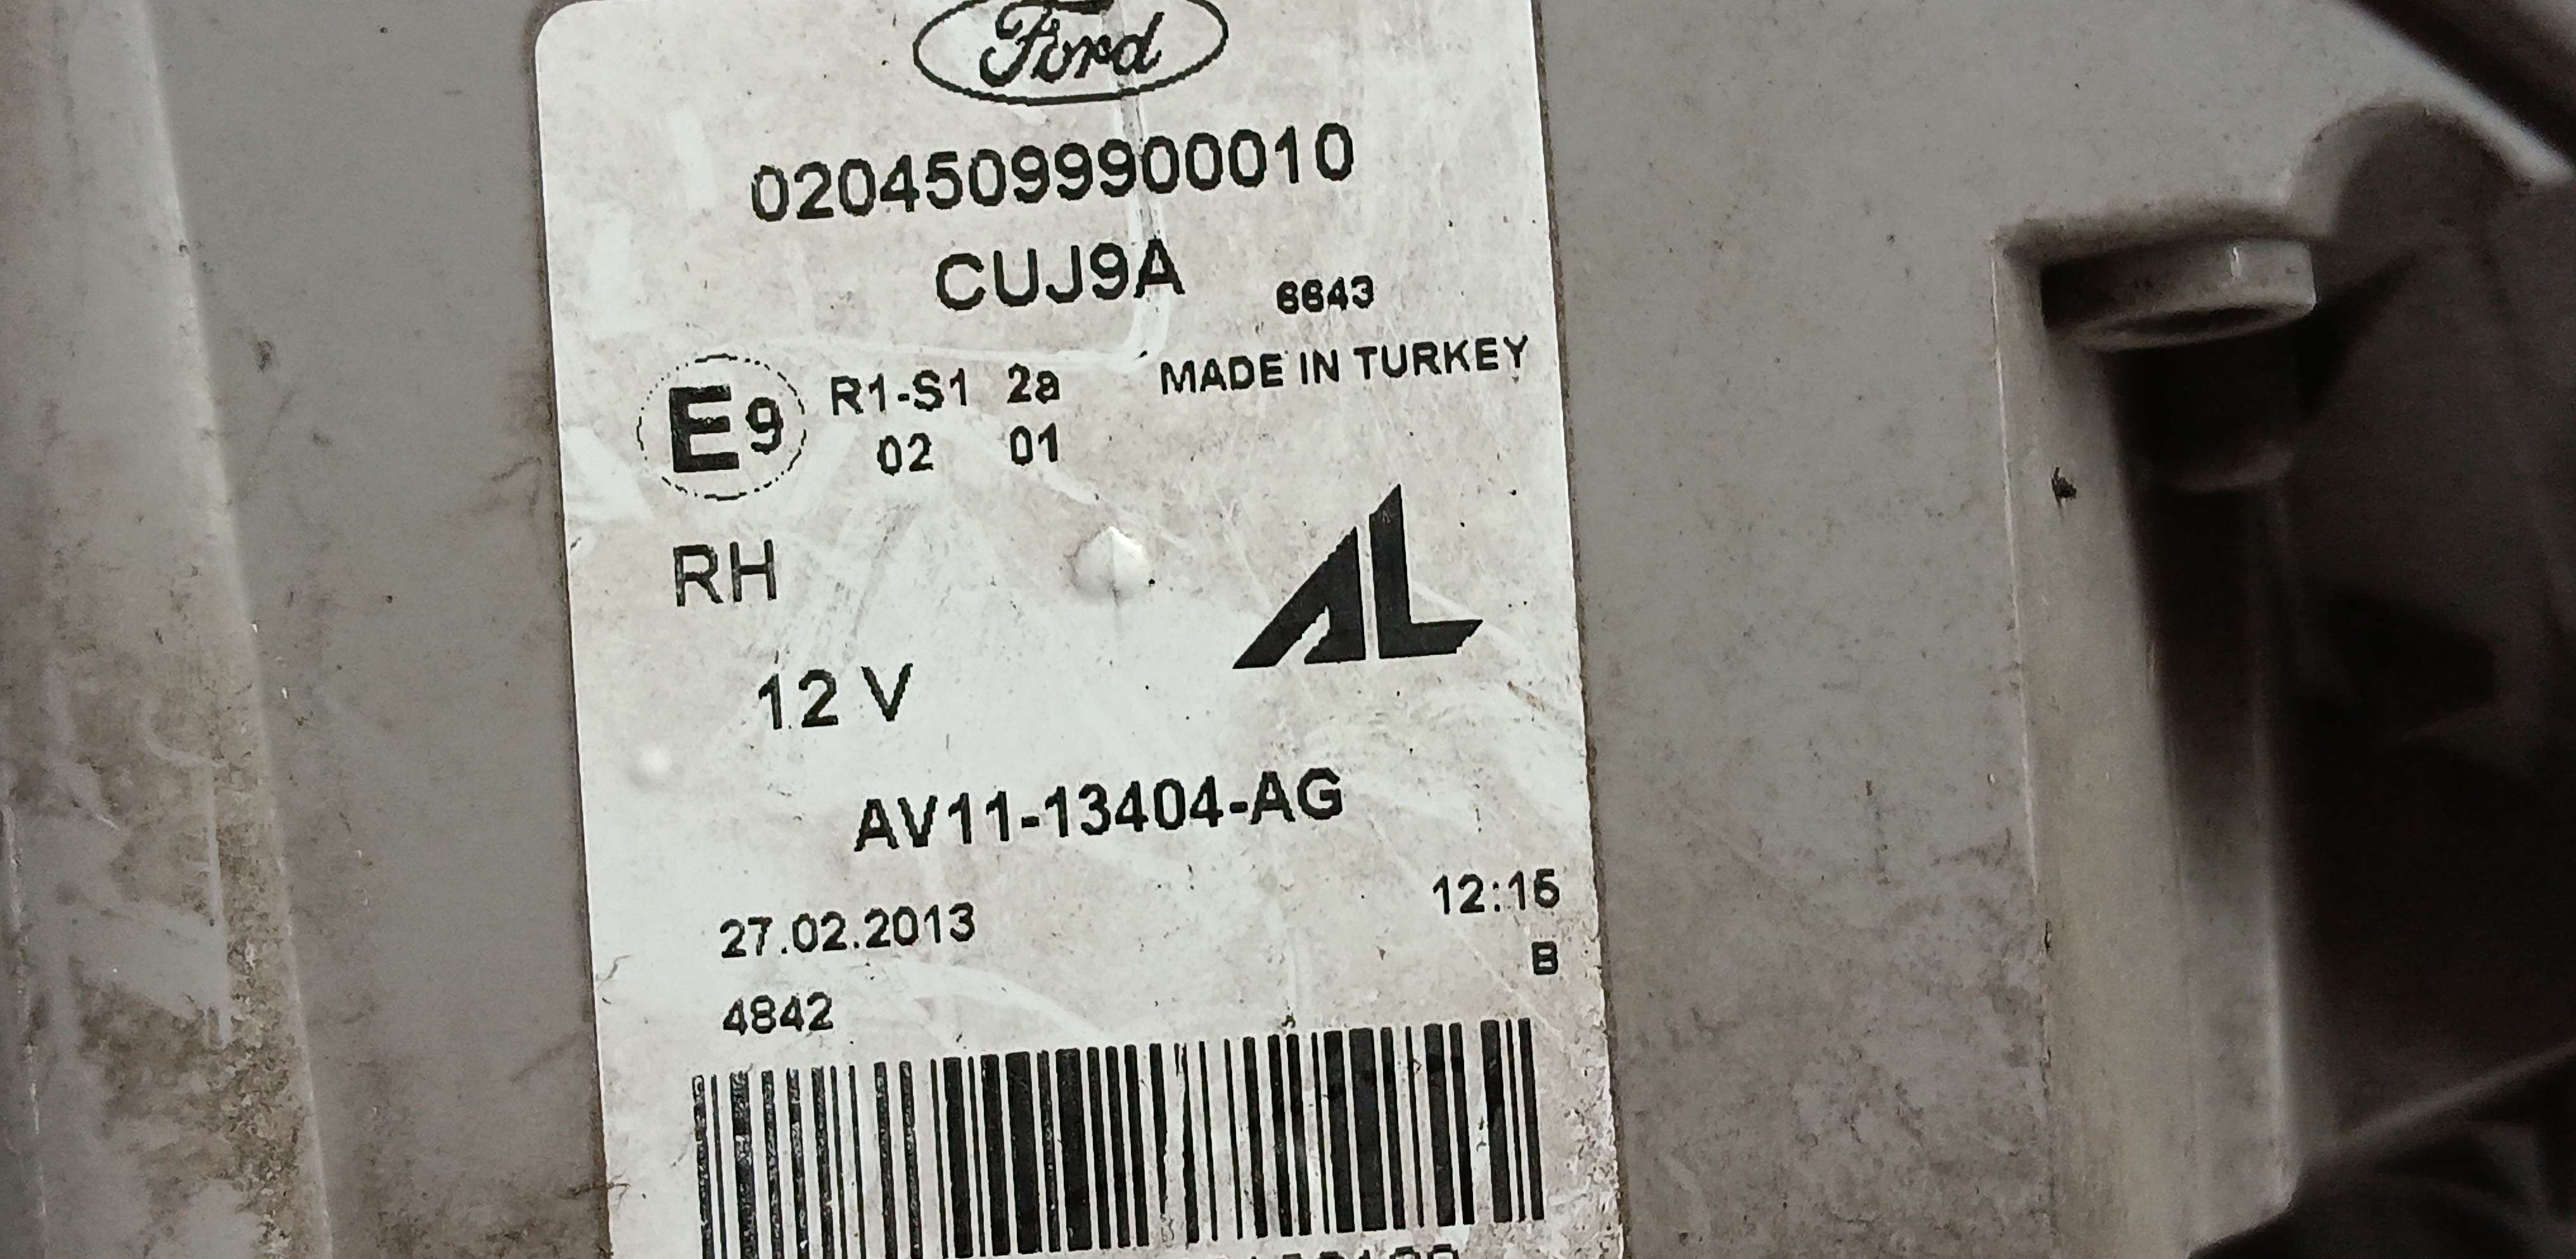 Ford
02045099900010
CUJ9A
6643
E9 R1-S1 2a MADE IN TURKEY
02 01
RH
AL
12 V
AV11-13404-AG
27.02.2013 12:15
B
4842